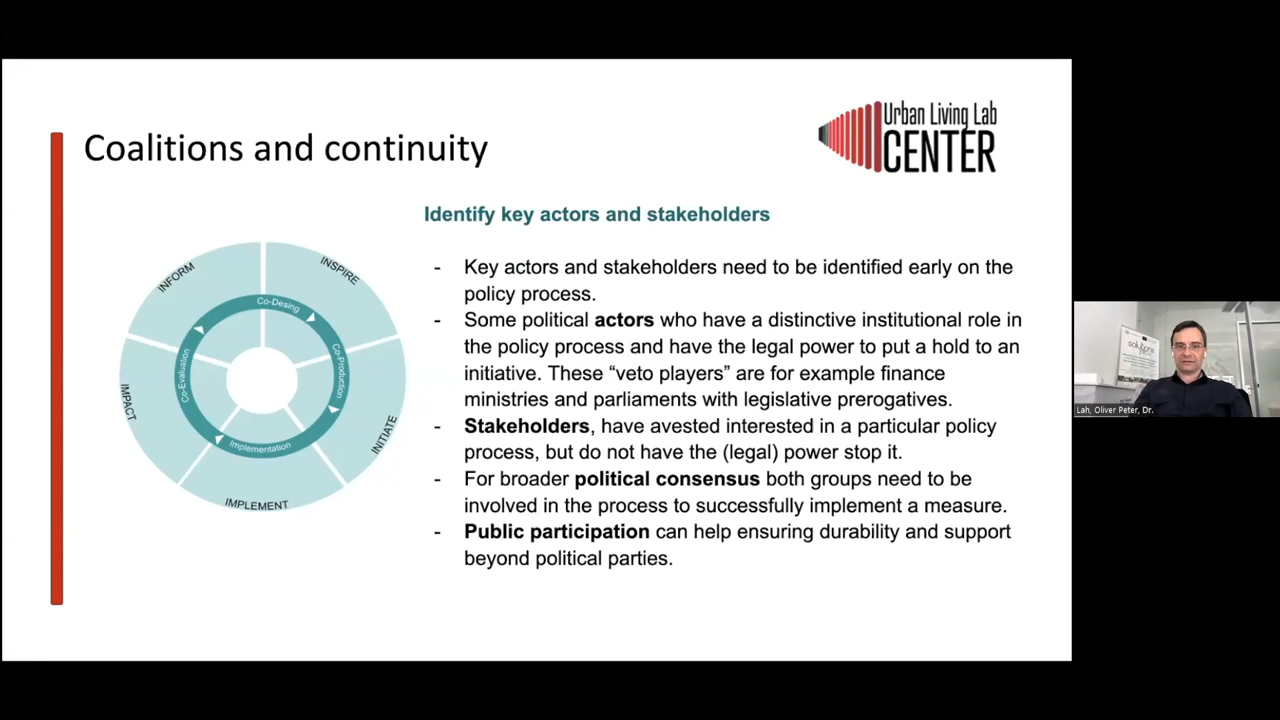 Coalitions and continuity
Urban Living Lab
CENTER
Identify key actors and stakeholders
- Key actors and stakeholders need to be identified early on the
policy process.
- Some political actors who have a distinctive institutional role in
the policy process and have the legal power to put a hold to an
initiative. These “veto players” are for example finance
ministries and parliaments with legislative prerogatives.
- Stakeholders, have avested interested in a particular policy
process, but do not have the (legal) power stop it.
- For broader political consensus both groups need to be
involved in the process to successfully implement a measure.
- Public participation can help ensuring durability and support
beyond political parties.
INFORM
INSPIRE
INITIATE
IMPLEMENT
IMPACT
Co-Desing
Co-Production
Implementation
Co-Evaluation
solutions
Lah, Oliver Peter, Dr.